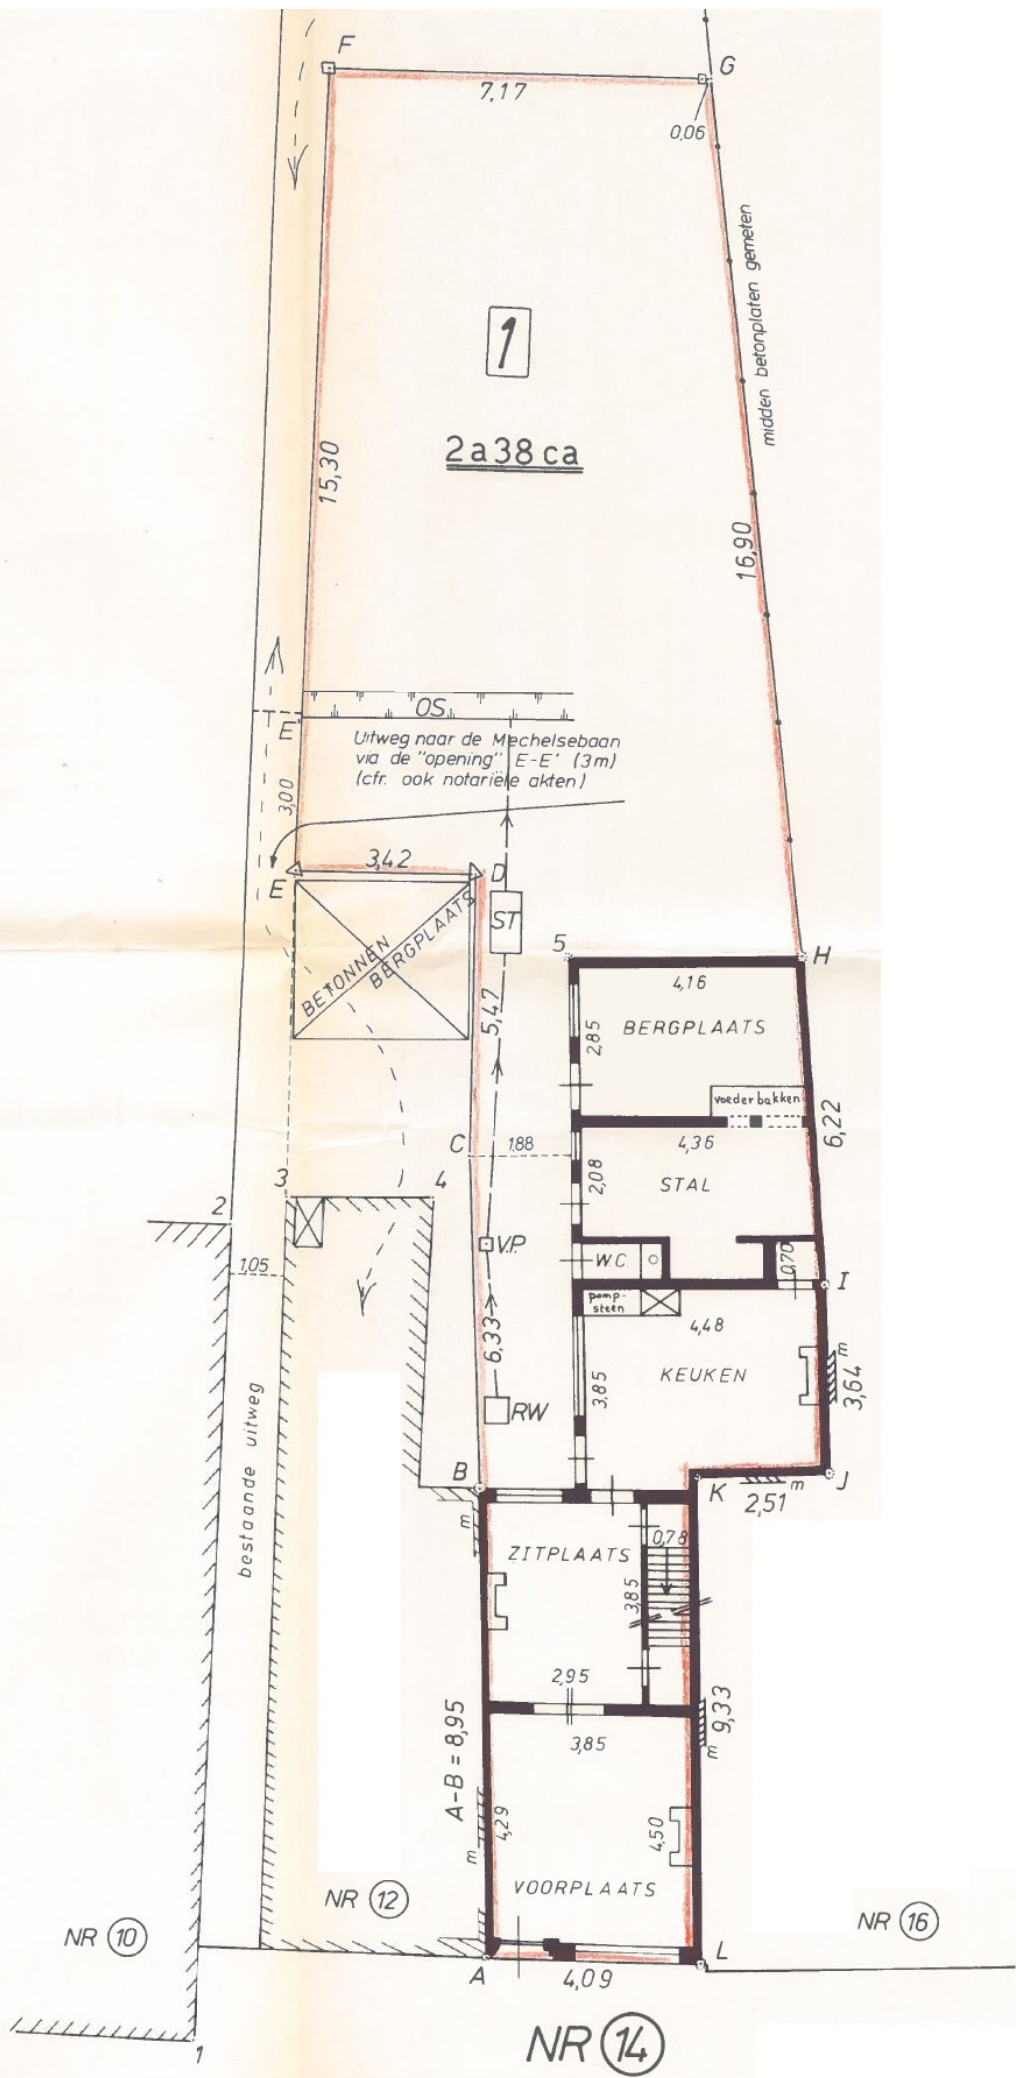 F
G
7,17
0,06
midden betonplaten gemeten
1
2a38ca
15,30
16,90
E'
OS
Uitweg naar de Mechelsebaan
via de "opening" E-E' (3m)
(cfr. ook notariële akten)
3,00
3,42
E
D
ST
BETONNEN
BERGPLAATS
5,47
5
H
4,16
BERGPLAATS
2,85
voederbakken
6,22
C
1,88
4,36
2,08
STAL
3
4
2
V.P.
W.C
0,70
I
1,05
pomp-
steen
4,48
6,33
KEUKEN
3,85
m
3,64
RW
bestaande uitweg
B
K
J
m
2,51
m
ZITPLAATS
0,78
3,85
2,95
9,33
m
3,85
A-B = 8,95
4,29
4,50
m
VOORPLAATS
NR 12
NR 10
NR 16
A
4,09
L
NR 14
1